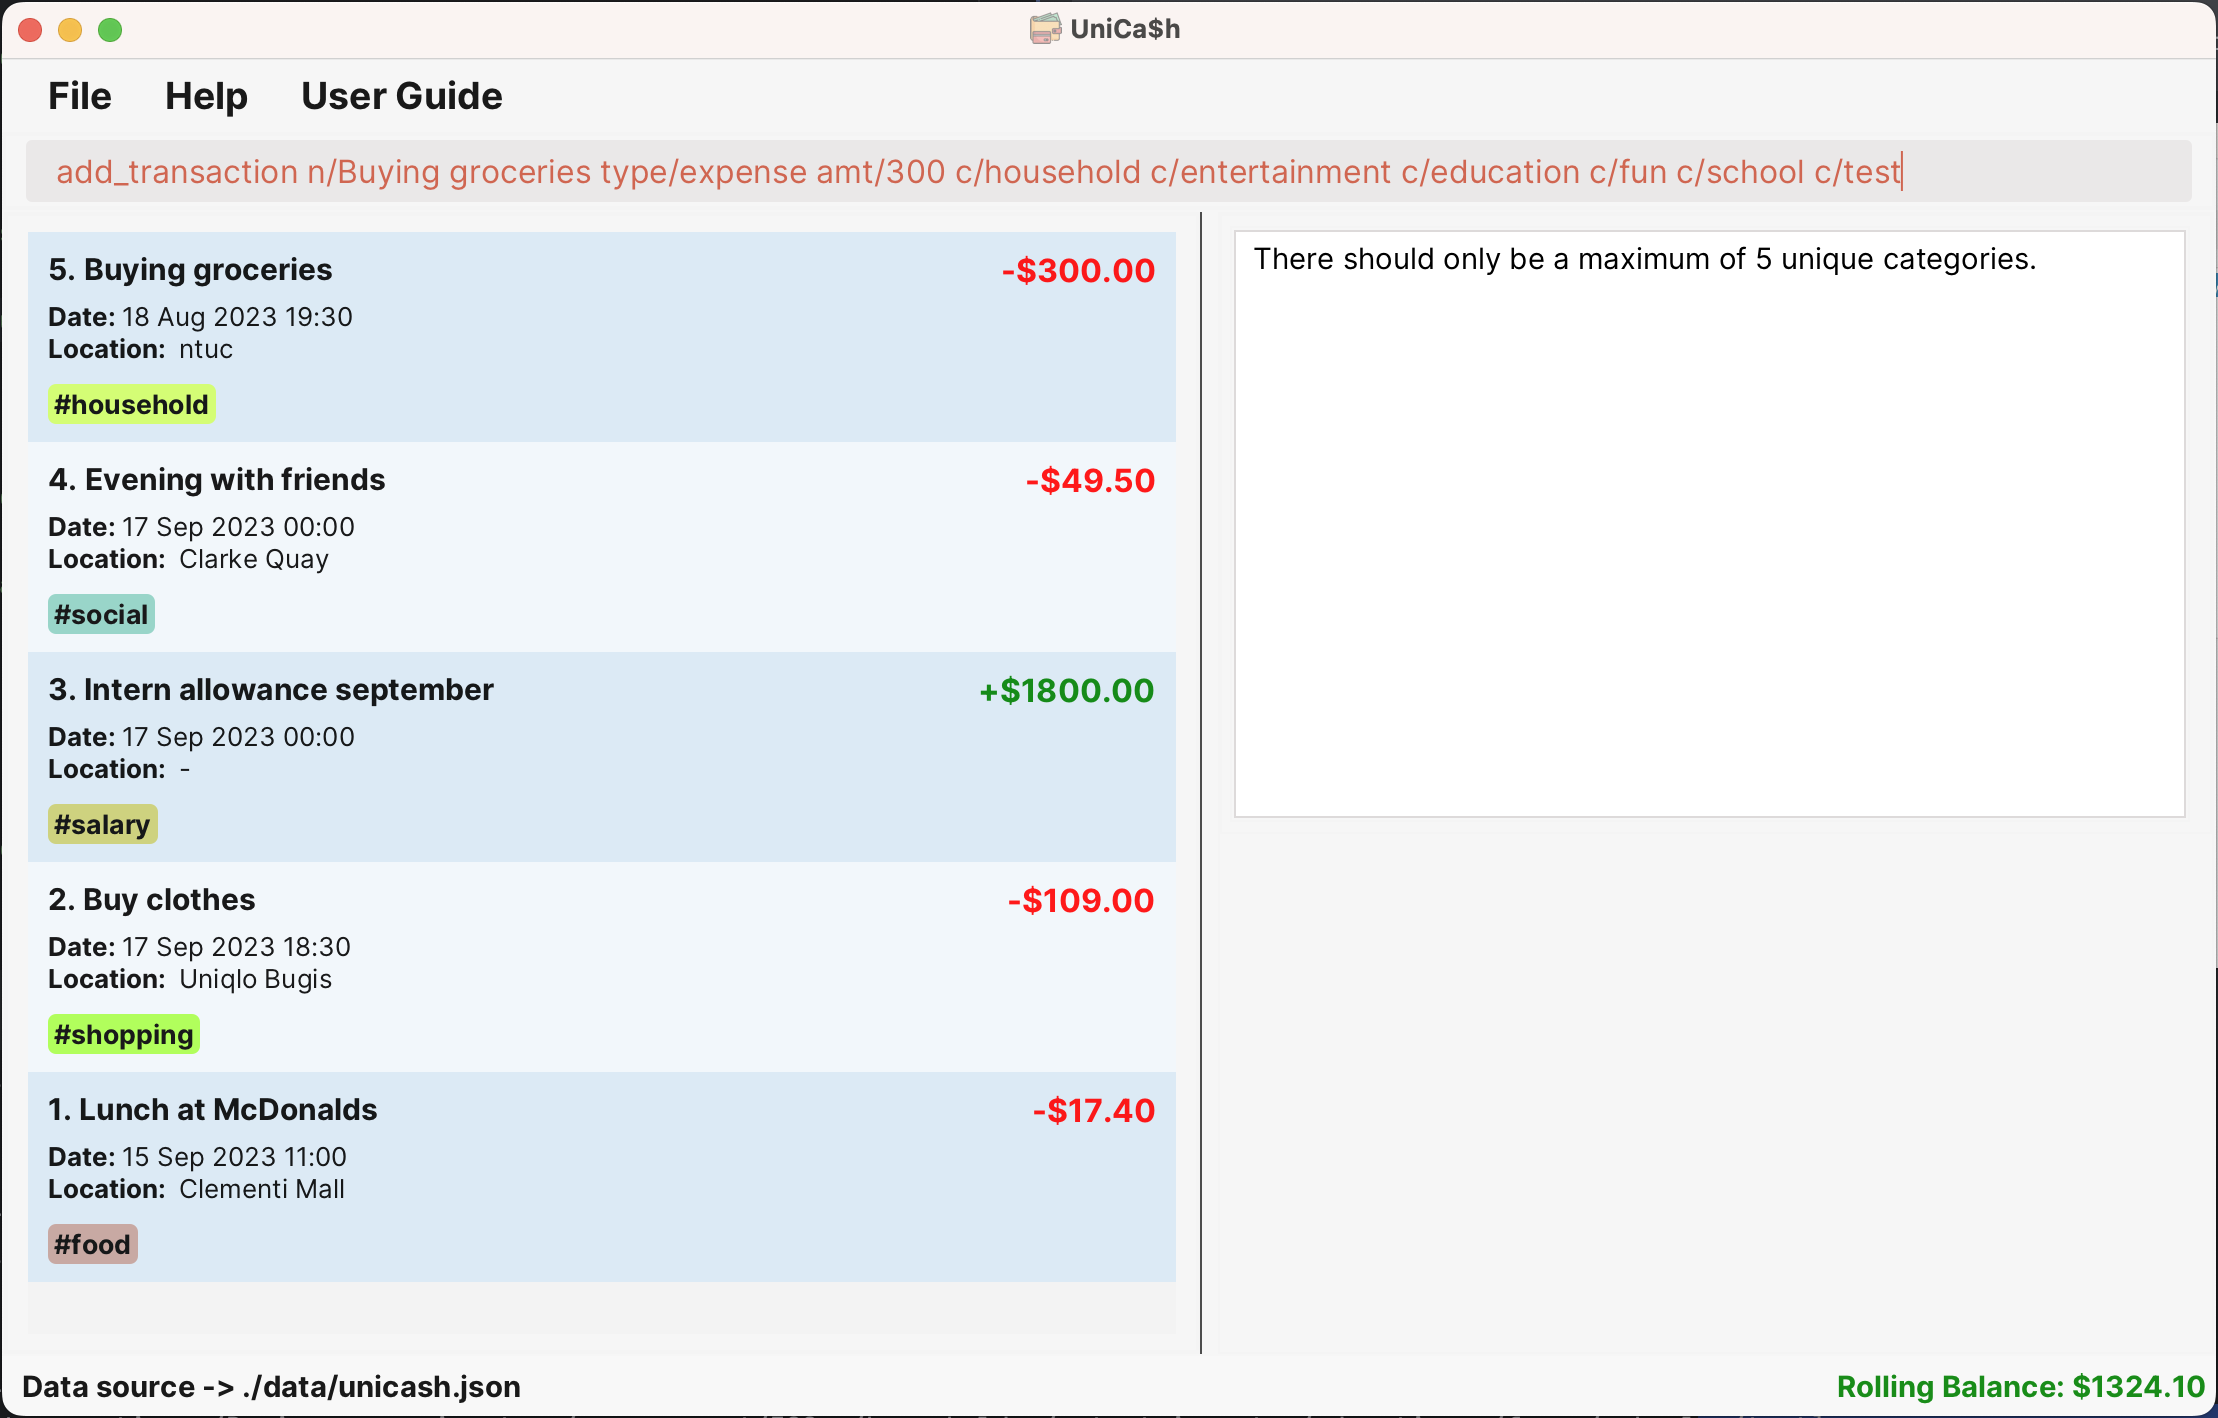 UniCa$h
File Help User Guide
add_transaction n/Buying groceries type/expense amt/300 c/household c/entertainment c/education c/fun c/school c/test
5. Buying groceries -$300.00
Date: 18 Aug 2023 19:30
Location: ntuc
#household
4. Evening with friends -$49.50
Date: 17 Sep 2023 00:00
Location: Clarke Quay
#social
3. Intern allowance september +$1800.00
Date: 17 Sep 2023 00:00
Location: -
#salary
2. Buy clothes -$109.00
Date: 17 Sep 2023 18:30
Location: Uniqlo Bugis
#shopping
1. Lunch at McDonalds -$17.40
Date: 15 Sep 2023 11:00
Location: Clementi Mall
#food
There should only be a maximum of 5 unique categories.
Data source -> ./data/unicash.json
Rolling Balance: $1324.10